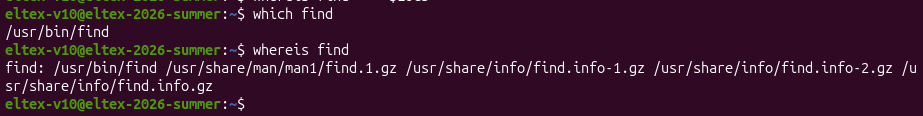 eltex-v10@eltex-2026-summer:~$ which find
/usr/bin/find
eltex-v10@eltex-2026-summer:~$ whereis find
find: /usr/bin/find /usr/share/man/man1/find.1.gz /usr/share/info/find.info-1.gz /usr/share/info/find.info-2.gz /u
sr/share/info/find.info.gz
eltex-v10@eltex-2026-summer:~$